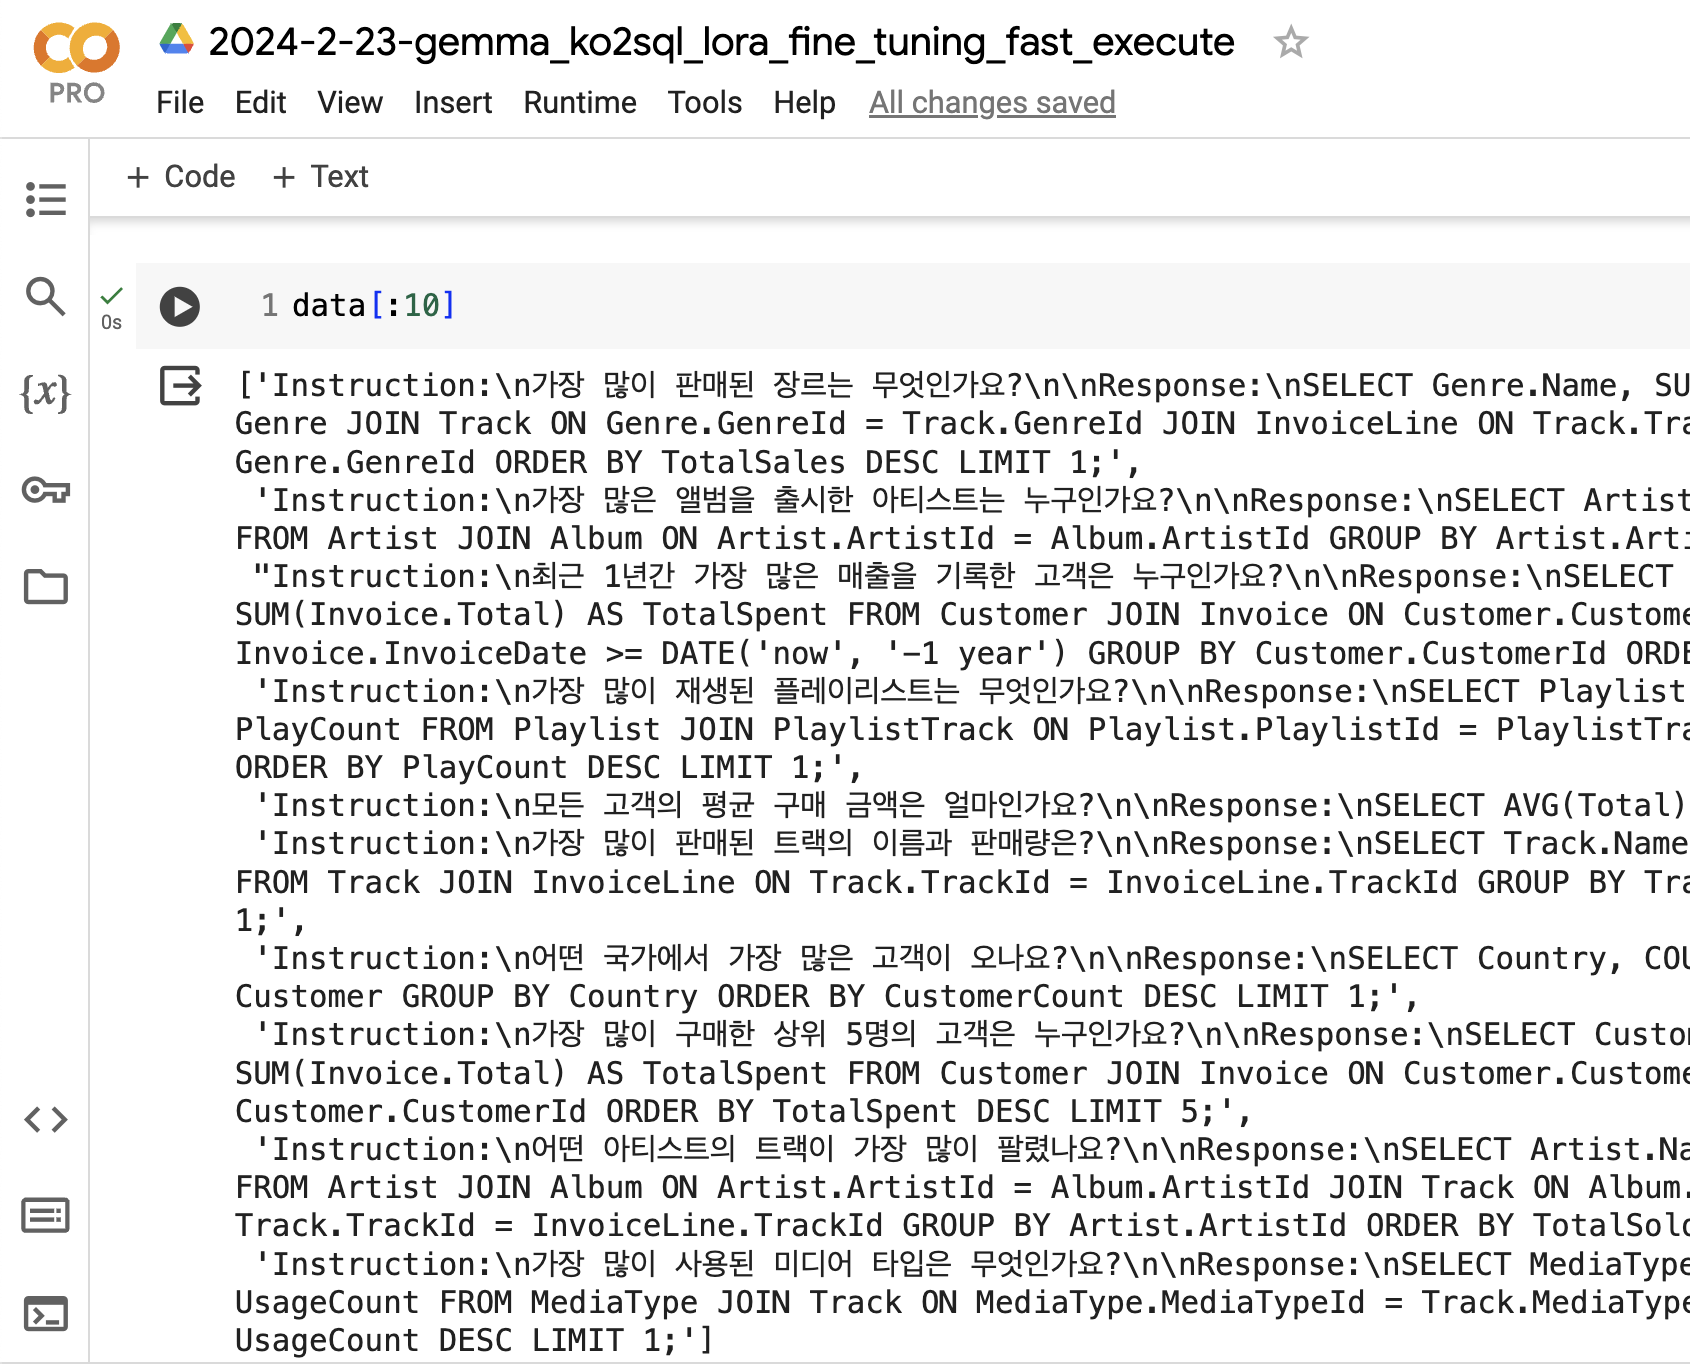 2024-2-23-gemma_ko2sql_lora_fine_tuning_fast_execute
PRO
File Edit View Insert Runtime Tools Help All changes saved
+ Code + Text
{x}
0s
1 data[:10]
['Instruction:\n가장 많이 판매된 장르는 무엇인가요?\n\nResponse:\nSELECT Genre.Name, SU
Genre JOIN Track ON Genre.GenreId = Track.GenreId JOIN InvoiceLine ON Track.Tra
Genre.GenreId ORDER BY TotalSales DESC LIMIT 1;',
'Instruction:\n가장 많은 앨범을 출시한 아티스트는 누구인가요?\n\nResponse:\nSELECT Artist
FROM Artist JOIN Album ON Artist.ArtistId = Album.ArtistId GROUP BY Artist.Arti
"Instruction:\n최근 1년간 가장 많은 매출을 기록한 고객은 누구인가요?\n\nResponse:\nSELECT
SUM(Invoice.Total) AS TotalSpent FROM Customer JOIN Invoice ON Customer.Custome
Invoice.InvoiceDate >= DATE('now', '-1 year') GROUP BY Customer.CustomerId ORDE
'Instruction:\n가장 많이 재생된 플레이리스트는 무엇인가요?\n\nResponse:\nSELECT Playlist
PlayCount FROM Playlist JOIN PlaylistTrack ON Playlist.PlaylistId = PlaylistTra
ORDER BY PlayCount DESC LIMIT 1;',
'Instruction:\n모든 고객의 평균 구매 금액은 얼마인가요?\n\nResponse:\nSELECT AVG(Total)
'Instruction:\n가장 많이 판매된 트랙의 이름과 판매량은?\n\nResponse:\nSELECT Track.Name
FROM Track JOIN InvoiceLine ON Track.TrackId = InvoiceLine.TrackId GROUP BY Tra
1;',
'Instruction:\n어떤 국가에서 가장 많은 고객이 오나요?\n\nResponse:\nSELECT Country, COU
Customer GROUP BY Country ORDER BY CustomerCount DESC LIMIT 1;',
'Instruction:\n가장 많이 구매한 상위 5명의 고객은 누구인가요?\n\nResponse:\nSELECT Custom
SUM(Invoice.Total) AS TotalSpent FROM Customer JOIN Invoice ON Customer.Custome
Customer.CustomerId ORDER BY TotalSpent DESC LIMIT 5;',
'Instruction:\n어떤 아티스트의 트랙이 가장 많이 팔렸나요?\n\nResponse:\nSELECT Artist.Na
FROM Artist JOIN Album ON Artist.ArtistId = Album.ArtistId JOIN Track ON Album.
Track.TrackId = InvoiceLine.TrackId GROUP BY Artist.ArtistId ORDER BY TotalSold
'Instruction:\n가장 많이 사용된 미디어 타입은 무엇인가요?\n\nResponse:\nSELECT MediaType
UsageCount FROM MediaType JOIN Track ON MediaType.MediaTypeId = Track.MediaType
UsageCount DESC LIMIT 1;']